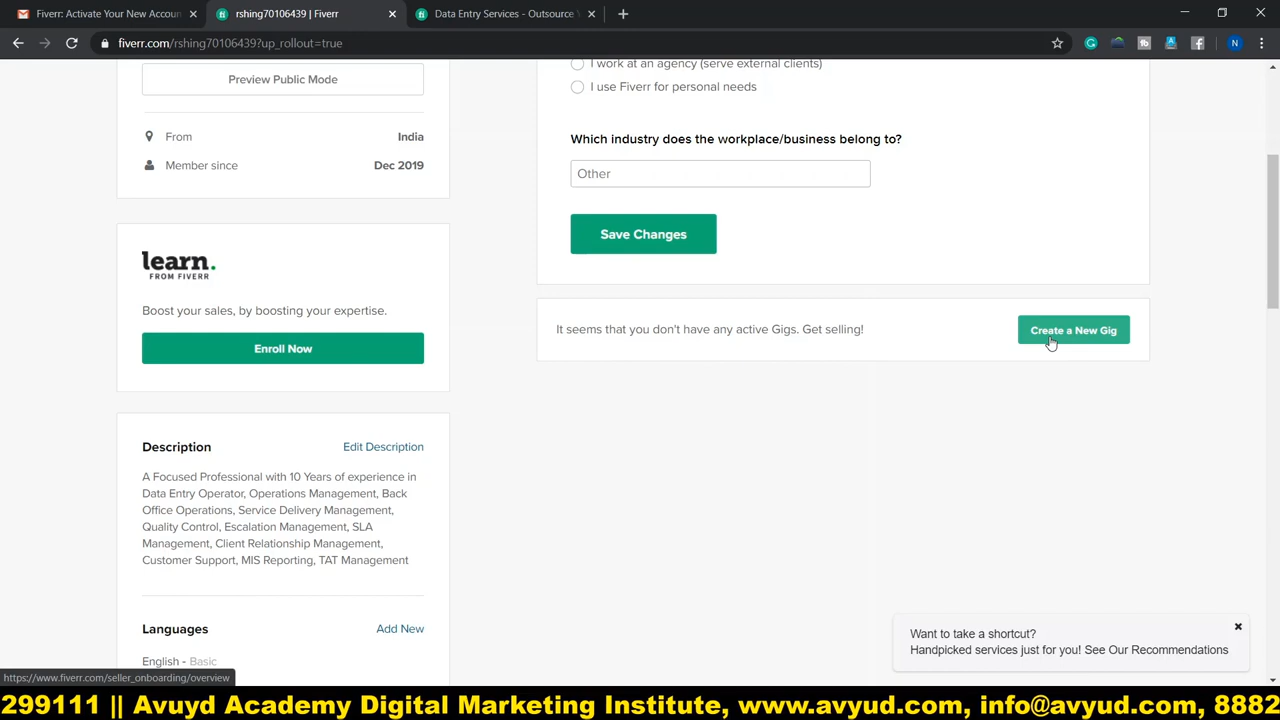 Fiverr: Activate Your New Accoun
rshing70106439 | Fiverr
Data Entry Services - Outsource Y
fiverr.com/rshing70106439?up_rollout=true
N
Preview Public Mode
From India
Member since Dec 2019
learn.
FROM FIVERR
Boost your sales, by boosting your expertise.
Enroll Now
Description Edit Description
A Focused Professional with 10 Years of experience in
Data Entry Operator, Operations Management, Back
Office Operations, Service Delivery Management,
Quality Control, Escalation Management, SLA
Management, Client Relationship Management,
Customer Support, MIS Reporting, TAT Management
Languages Add New
English - Basic
I work at an agency (serve external clients)
I use Fiverr for personal needs
Which industry does the workplace/business belong to?
Other
Save Changes
It seems that you don't have any active Gigs. Get selling!
Create a New Gig
Want to take a shortcut?
Handpicked services just for you! See Our Recommendations
https://www.fiverr.com/seller_onboarding/overview
299111 || Avuyd Academy Digital Marketing Institute, www.avyud.com, info@avyud.com, 8882